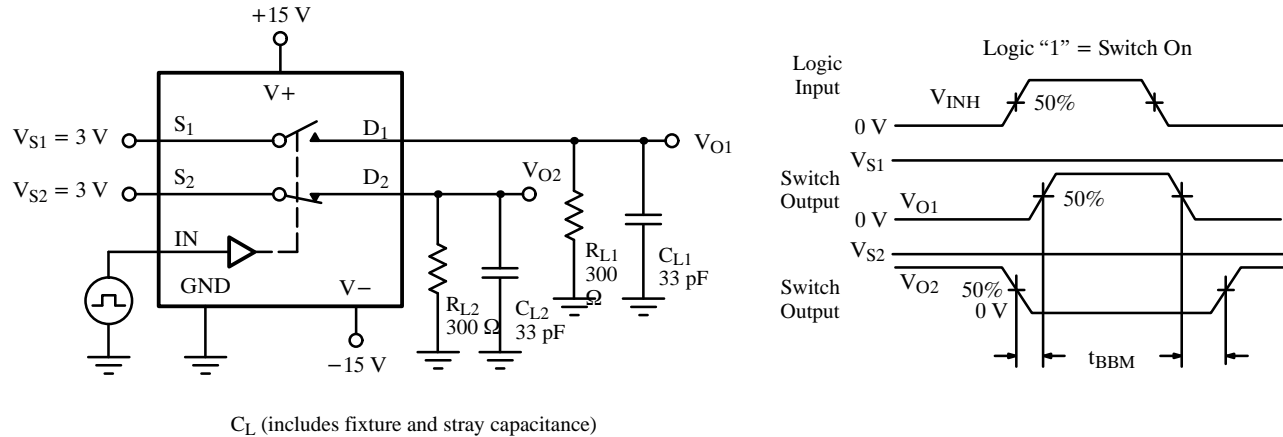 +15 V
V+
V_S1 = 3 V
S_1
D_1
V_O1
V_S2 = 3 V
S_2
D_2
V_O2
IN
GND
V−
−15 V
R_L2
300 Ω
C_L2
33 pF
R_L1
300
Ω
C_L1
33 pF
C_L (includes fixture and stray capacitance)
Logic “1” = Switch On
Logic
Input
V_INH
50%
0 V
V_S1
Switch
Output
V_O1
50%
0 V
V_S2
Switch
Output
V_O2
50%
0 V
t_BBM